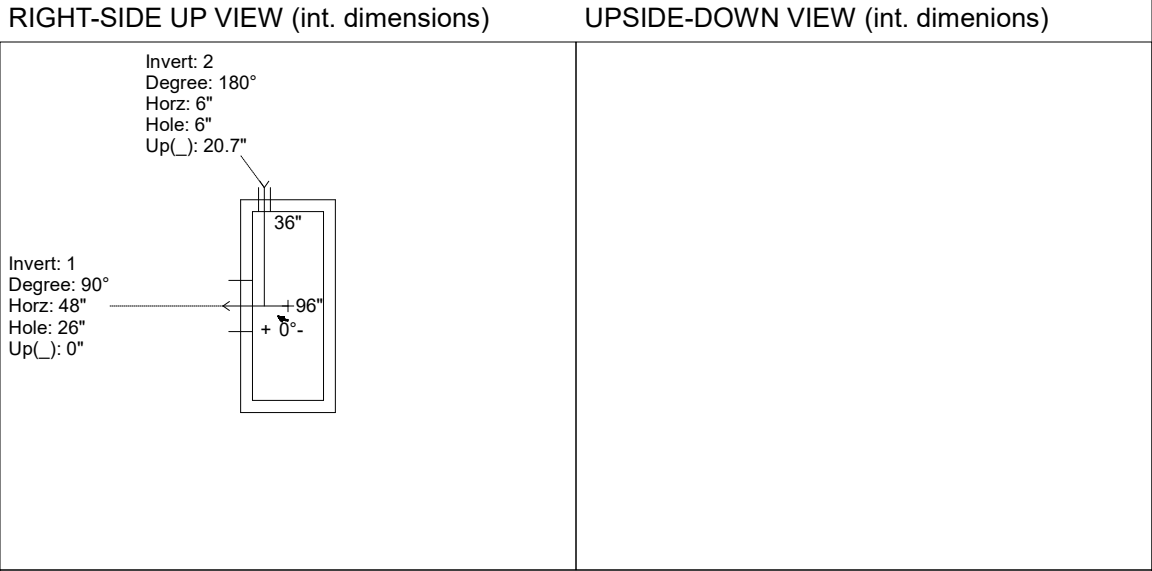 RIGHT-SIDE UP VIEW (int. dimensions)
UPSIDE-DOWN VIEW (int. dimenions)
Invert: 2
Degree: 180°
Horz: 6"
Hole: 6"
Up(_): 20.7"
36"
Invert: 1
Degree: 90°
Horz: 48"
Hole: 26"
Up(_): 0"
96"
+ 0°-